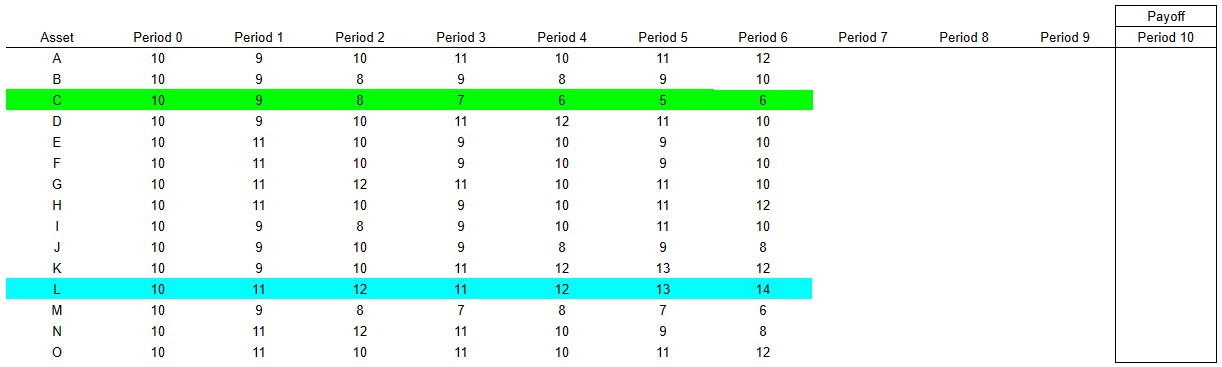 Payoff
Asset Period 0 Period 1 Period 2 Period 3 Period 4 Period 5 Period 6 Period 7 Period 8 Period 9 Period 10
A 10 9 10 11 10 11 12
B 10 9 8 9 8 9 10
C 10 9 8 7 6 5 6
D 10 9 10 11 12 11 10
E 10 11 10 9 10 9 10
F 10 11 10 9 10 9 10
G 10 11 12 11 10 11 10
H 10 11 10 9 10 11 12
I 10 9 8 9 10 11 10
J 10 9 10 9 8 9 8
K 10 9 10 11 12 13 12
L 10 11 12 11 12 13 14
M 10 9 8 7 8 7 6
N 10 11 12 11 10 9 8
O 10 11 10 11 10 11 12